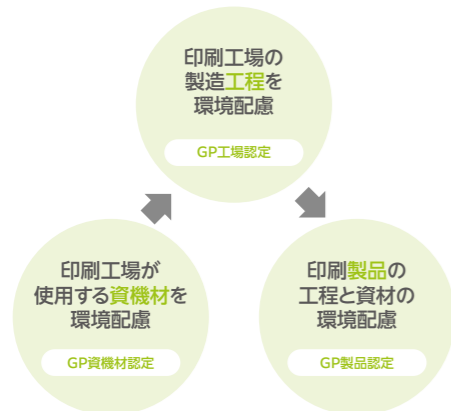 印刷工場の
製造工程を
環境配慮
GP工場認定
印刷工場が
使用する資機材を
環境配慮
GP資機材認定
印刷製品の
工程と資材の
環境配慮
GP製品認定